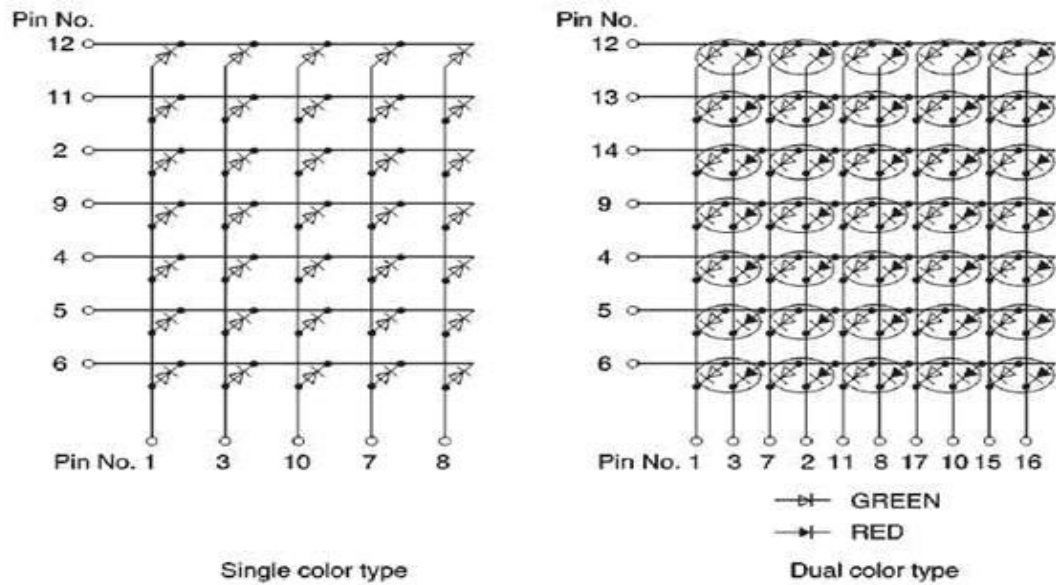 Pin No.
12
11
2
9
4
5
6
Pin No. 1 3 10 7 8
Single color type
Pin No.
12
13
14
9
4
5
6
Pin No. 1 3 7 2 11 8 17 10 15 16
GREEN
RED
Dual color type